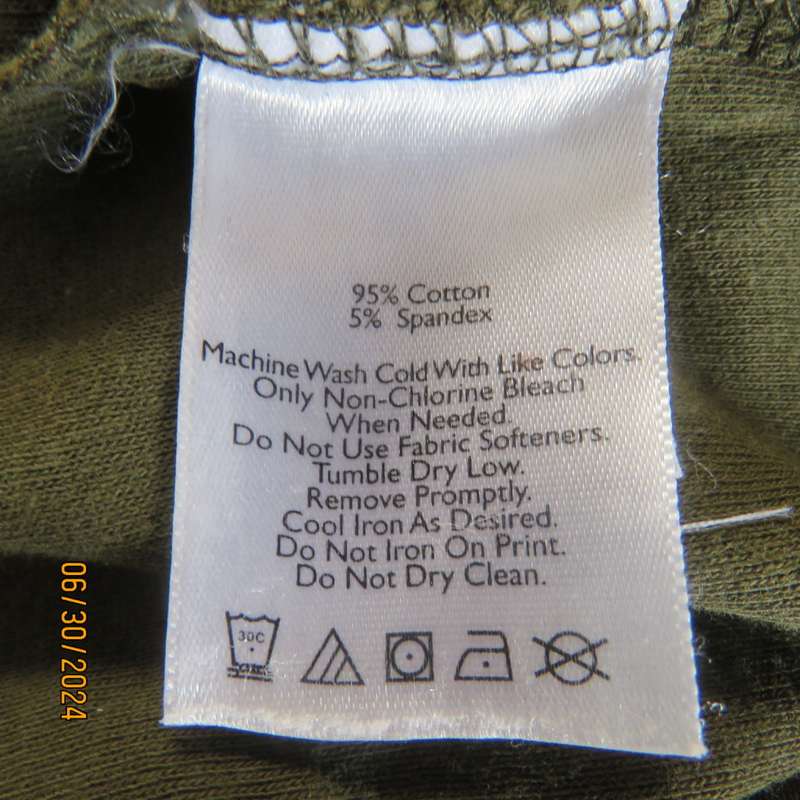 95% Cotton
5% Spandex
Machine Wash Cold With Like Colors.
Only Non-Chlorine Bleach
When Needed.
Do Not Use Fabric Softeners.
Tumble Dry Low.
Remove Promptly.
Cool Iron As Desired.
Do Not Iron On Print.
Do Not Dry Clean.
30C
06/30/2024